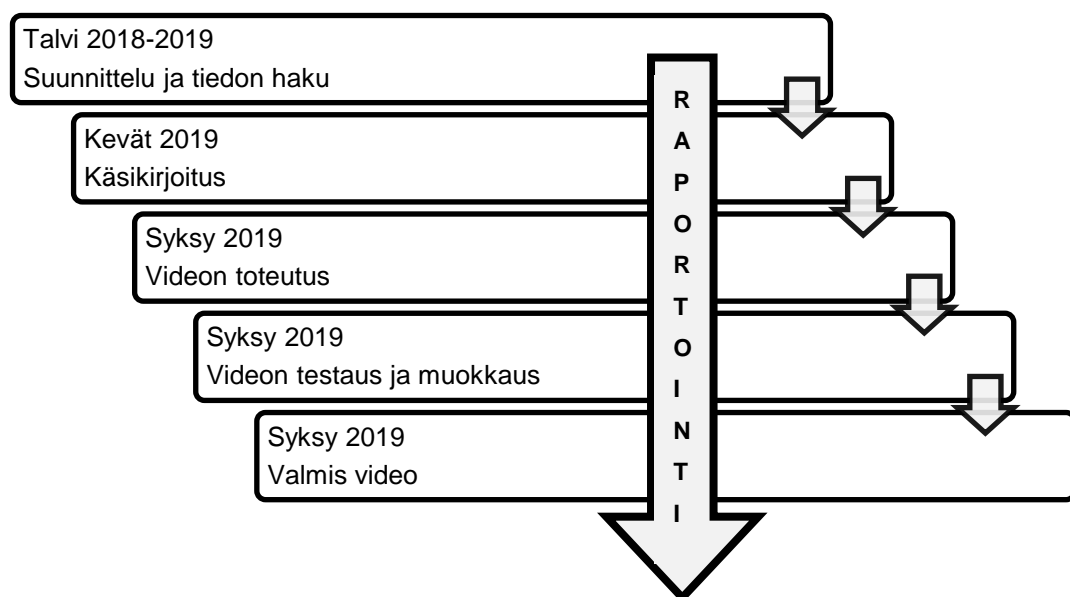 Talvi 2018-2019
Suunnittelu ja tiedon haku
Kevät 2019
Käsikirjoitus
Syksy 2019
Videon toteutus
Syksy 2019
Videon testaus ja muokkaus
Syksy 2019
Valmis video
RAPORTOINTI